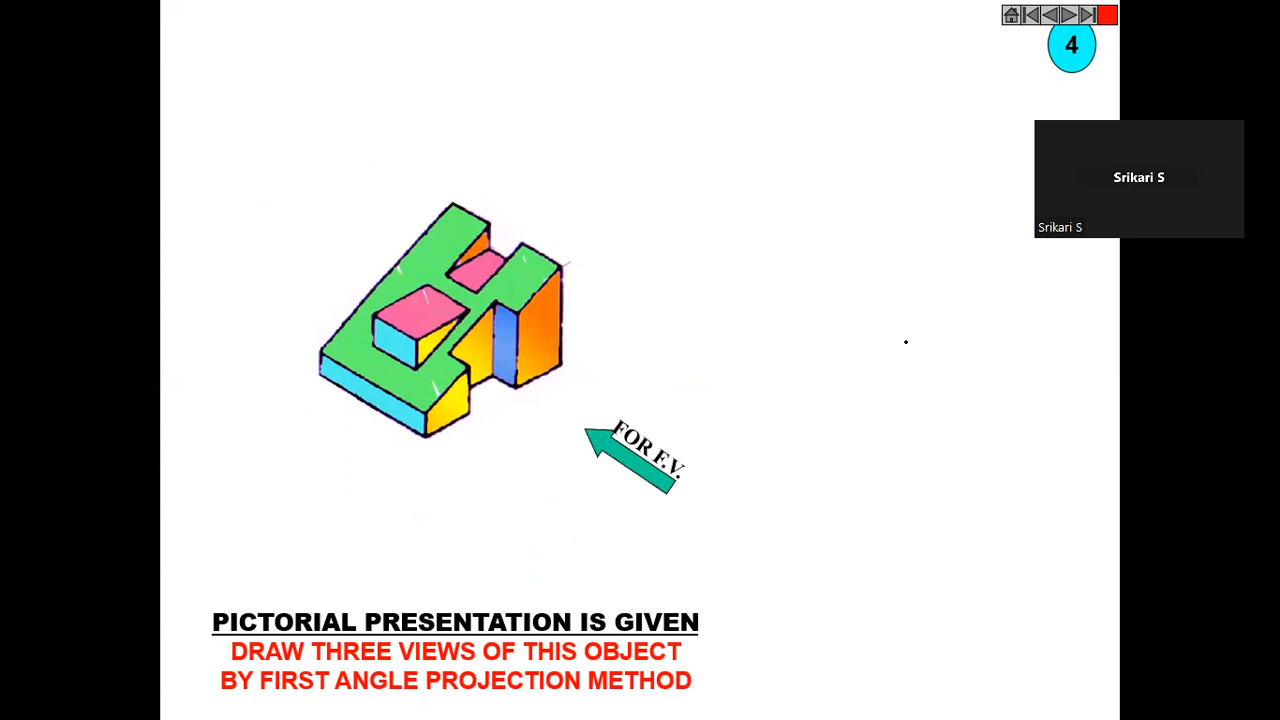 4
Srikari S
Srikari S
FOR F.V.
PICTORIAL PRESENTATION IS GIVEN
DRAW THREE VIEWS OF THIS OBJECT
BY FIRST ANGLE PROJECTION METHOD